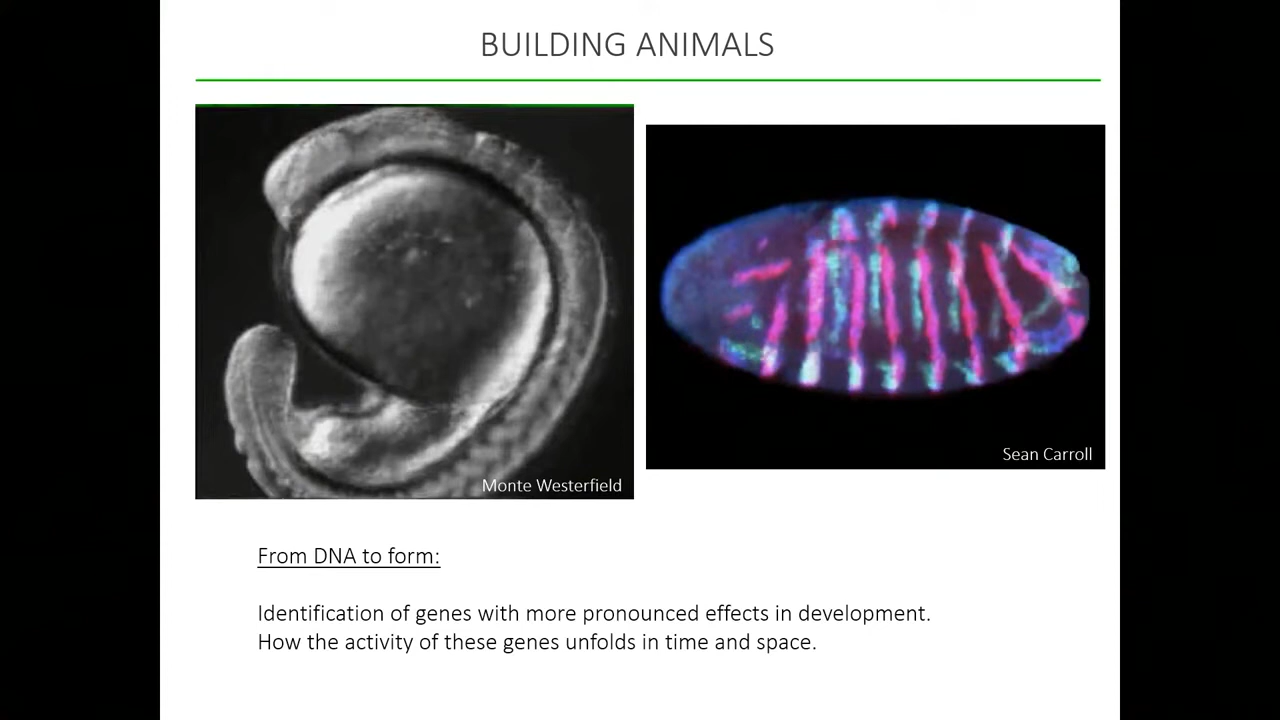 BUILDING ANIMALS
Sean Carroll
Monte Westerfield
From DNA to form:
Identification of genes with more pronounced effects in development.
How the activity of these genes unfolds in time and space.